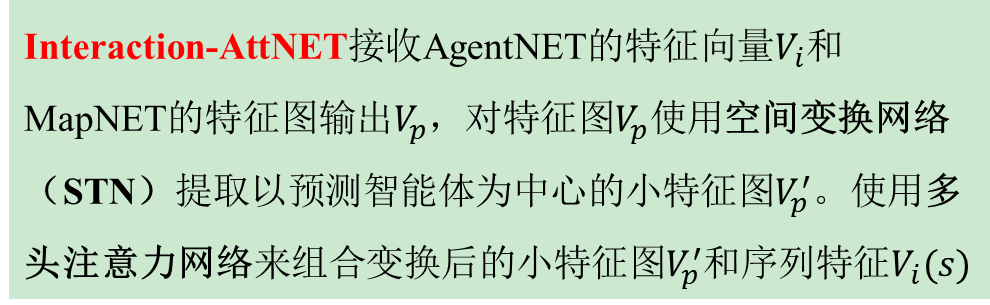 Interaction-AttNET接收AgentNET的特征向量𝑉𝑖和
MapNET的特征图输出𝑉𝑝，对特征图𝑉𝑝使用空间变换网络
（STN）提取以预测智能体为中心的小特征图𝑉𝑝′。使用多
头注意力网络来组合变换后的小特征图𝑉𝑝′和序列特征𝑉𝑖(𝑠)